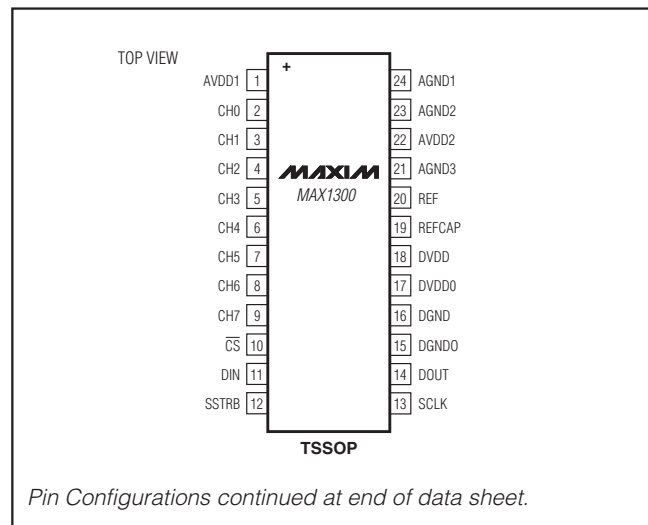 TOP VIEW
+
AVDD1 1 24 AGND1
CH0 2 23 AGND2
CH1 3 22 AVDD2
CH2 4 21 AGND3
MAXIM
MAX1300
CH3 5 20 REF
CH4 6 19 REFCAP
CH5 7 18 DVDD
CH6 8 17 DVDD0
CH7 9 16 DGND
C̅S̅ 10 15 DGNDO
DIN 11 14 DOUT
SSTRB 12 13 SCLK
TSSOP
Pin Configurations continued at end of data sheet.